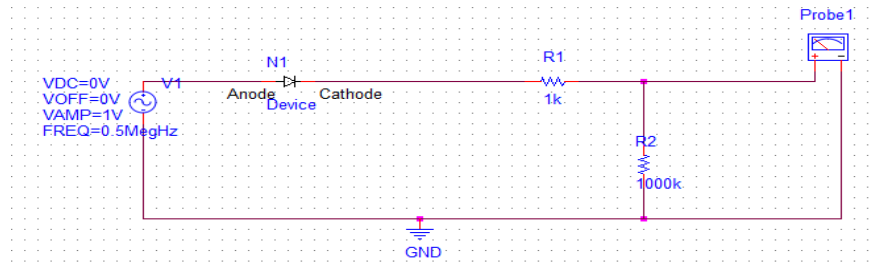 Probe1
+ -
N1
R1
VDC=0V
V1
VOFF=0V
VAMP=1V
FREQ=0.5MegHz
Anode
Cathode
Device
1k
R2
1000k
GND